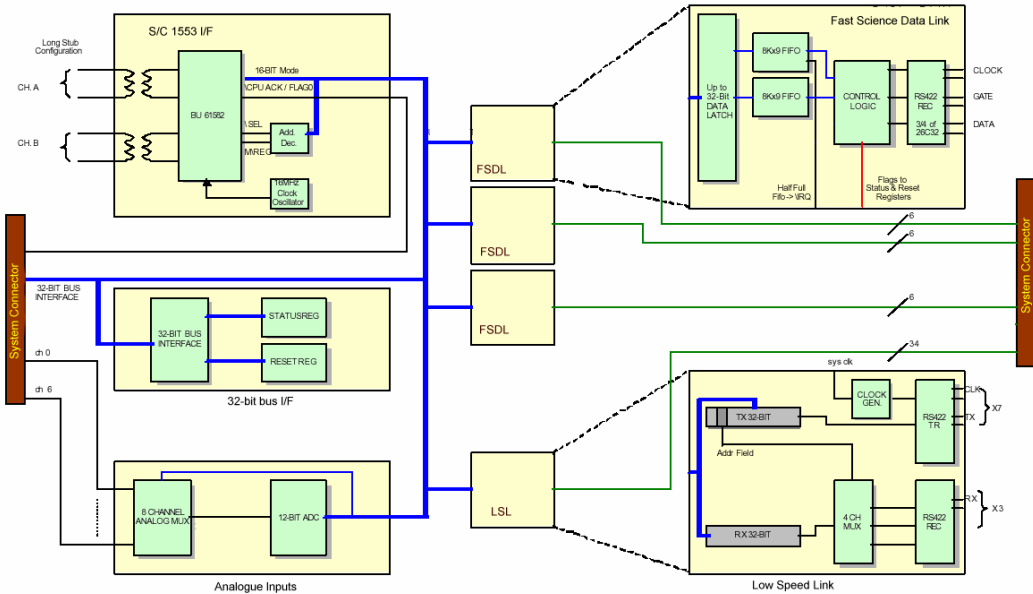 S/C 1553 I/F
Long Stub
Configuration
CH. A
CH. B
BU 61582
16-BIT Mode
\CPU ACK / FLAG0
\SEL
M\REG
Add.
Dec.
16MHz
Clock
Oscillator
System Connector
32-BIT BUS
INTERFACE
ch 0
ch 6
32-BIT BUS
INTERFACE
STATUSREG
RESET REG
32-bit bus I/F
8 CHANNEL
ANALOG MUX
12-BIT ADC
Analogue Inputs
FSDL
FSDL
FSDL
LSL
Fast Science Data Link
Up to
32-Bit
DATA
LATCH
8Kx9 FIFO
8Kx9 FIFO
CONTROL
LOGIC
RS422
REC
3/4 of
26C32
CLOCK
GATE
DATA
Half Full
Fifo-> \IRQ
Flags to
Status & Reset
Registers
6
6
6
34
System Connector
sys clk
CLOCK
GEN.
TX 32-BIT
Addr Field
RS422
TR
CLK
TX
X7
RX 32-BIT
4 CH
MUX
RS422
REC
RX
X3
Low Speed Link